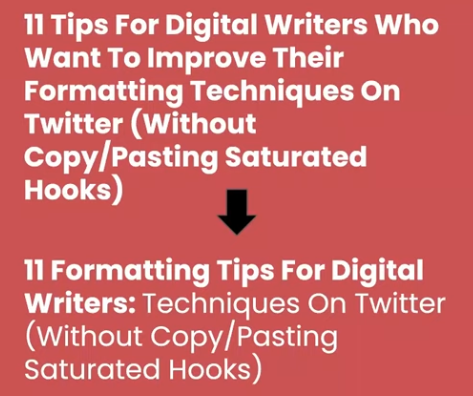 11 Tips For Digital Writers Who
Want To Improve Their
Formatting Techniques On
Twitter (Without
Copy/Pasting Saturated
Hooks)
11 Formatting Tips For Digital
Writers: Techniques On Twitter
(Without Copy/Pasting
Saturated Hooks)